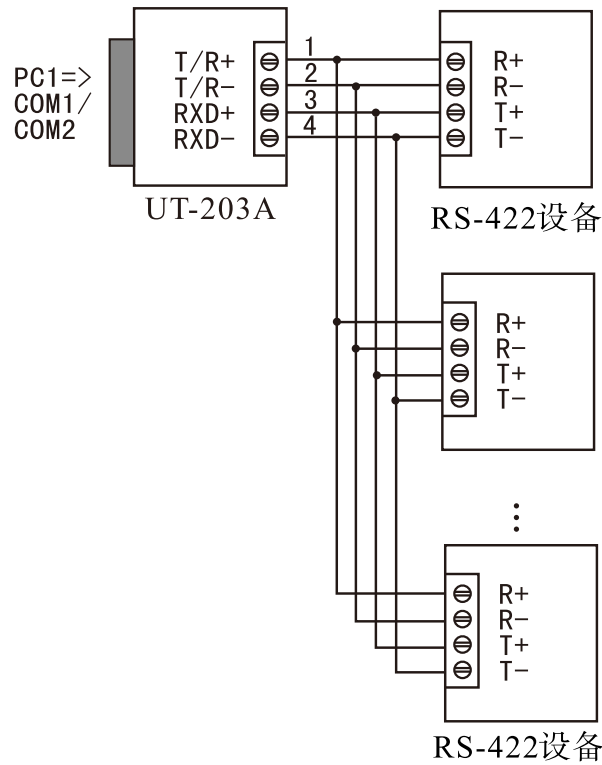 PC1=>
COM1/
COM2
T/R+
T/R-
RXD+
RXD-
1
2
3
4
UT-203A
R+
R-
T+
T-
RS-422设备
R+
R-
T+
T-
R+
R-
T+
T-
RS-422设备